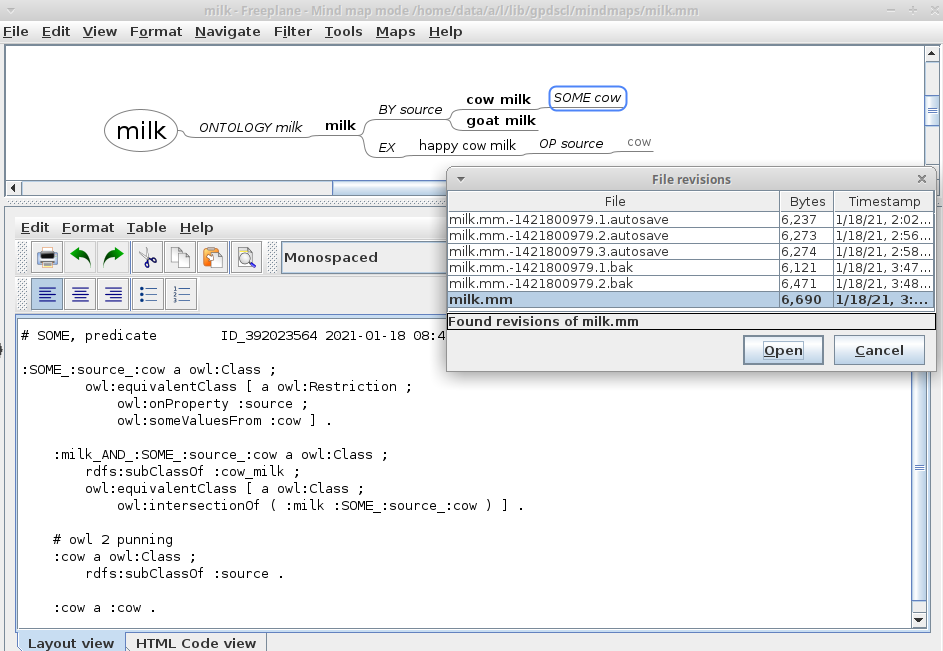 milk - Freeplane - Mind map mode /home/data/a/l/lib/gpdscl/mindmaps/milk.mm
File Edit View Format Navigate Filter Tools Maps Help
milk
ONTOLOGY milk
milk
BY source
cow milk
SOME cow
goat milk
EX
happy cow milk
OP source
cow
File revisions
File Bytes Timestamp
milk.mm.-1421800979.1.autosave 6,237 1/18/21, 2:02...
milk.mm.-1421800979.2.autosave 6,273 1/18/21, 2:56...
milk.mm.-1421800979.3.autosave 6,274 1/18/21, 2:58...
milk.mm.-1421800979.1.bak 6,121 1/18/21, 3:47...
milk.mm.-1421800979.2.bak 6,471 1/18/21, 3:48...
milk.mm 6,690 1/18/21, 3:...
Found revisions of milk.mm
Open Cancel
Edit Format Table Help
Monospaced
# SOME, predicate ID_392023564 2021-01-18 08:4
:SOME_:source_:cow a owl:Class ;
owl:equivalentClass [ a owl:Restriction ;
owl:onProperty :source ;
owl:someValuesFrom :cow ] .
:milk_AND_:SOME_:source_:cow a owl:Class ;
rdfs:subClassOf :cow_milk ;
owl:equivalentClass [ a owl:Class ;
owl:intersectionOf ( :milk :SOME_:source_:cow ) ] .
# owl 2 punning
:cow a owl:Class ;
rdfs:subClassOf :source .
:cow a :cow .
Layout view HTML Code view